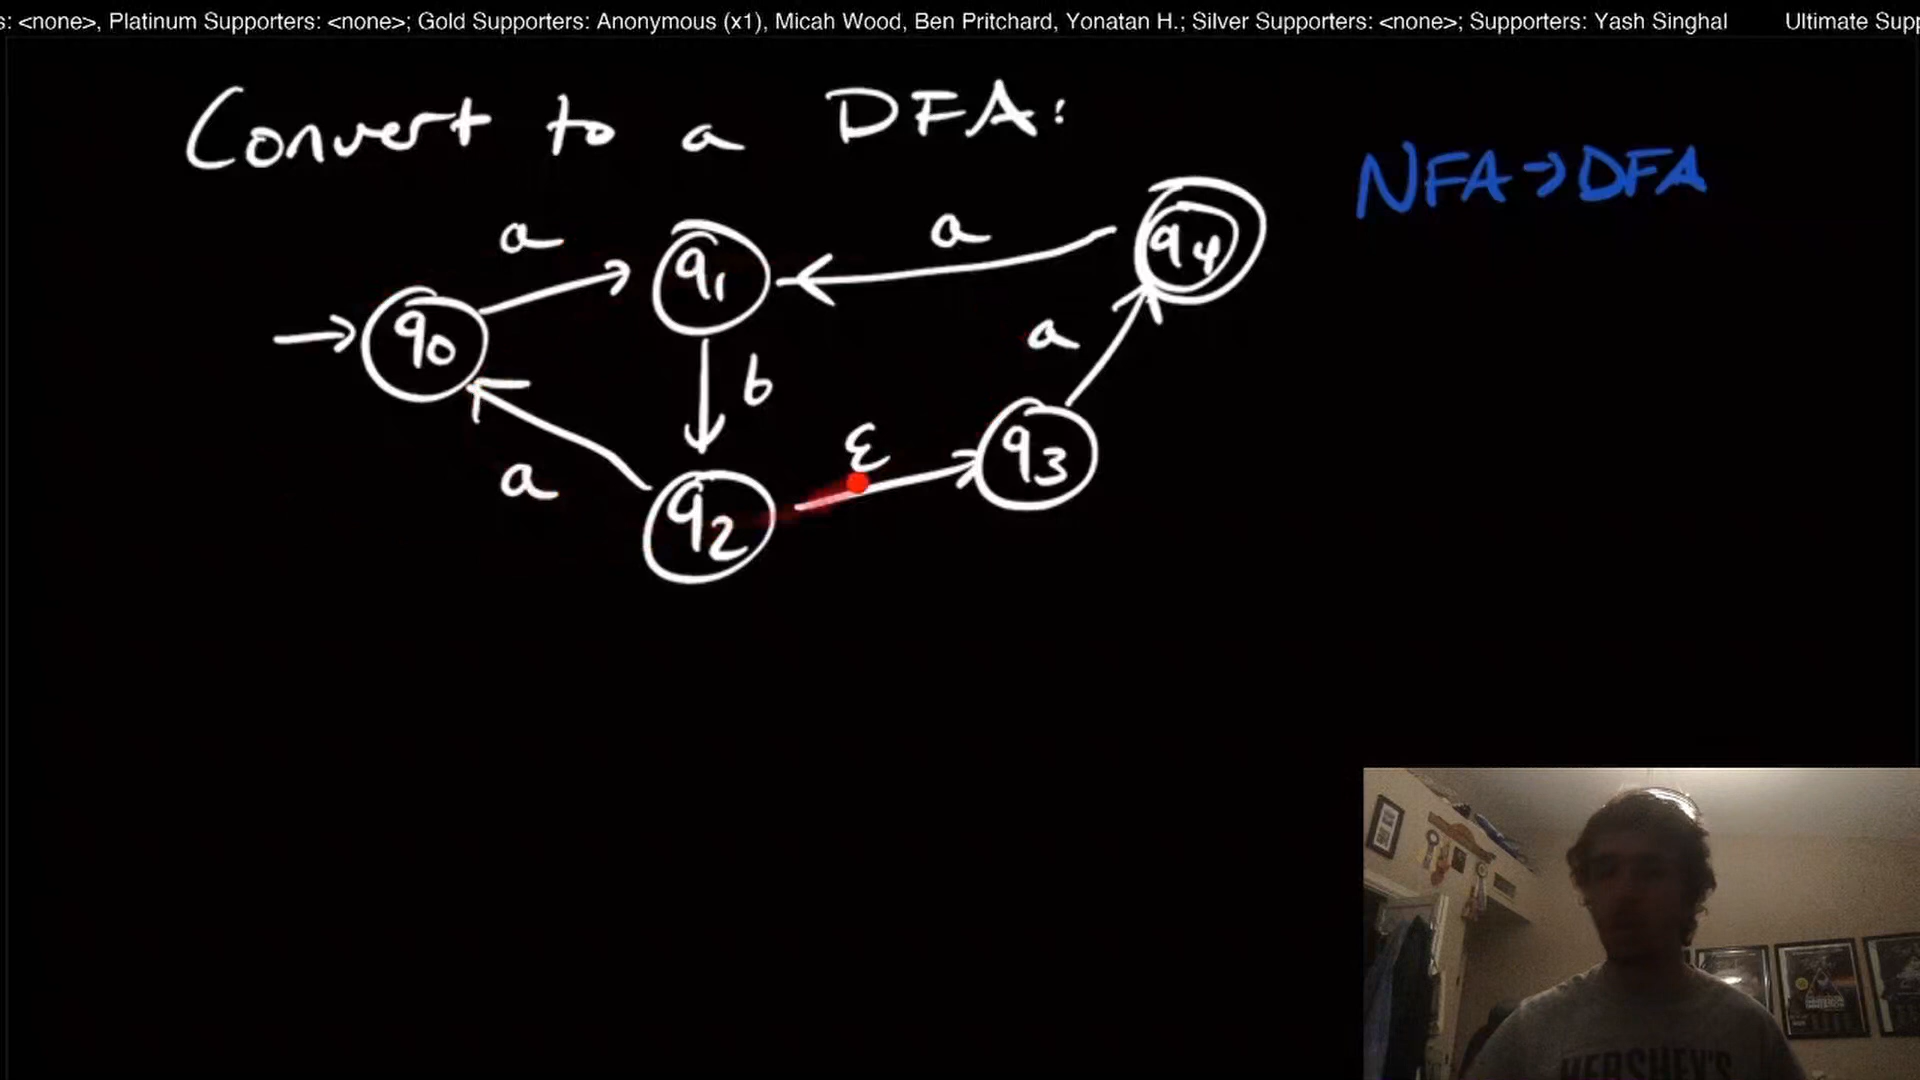 s: <none>, Platinum Supporters: <none>; Gold Supporters: Anonymous (x1), Micah Wood, Ben Pritchard, Yonatan H.; Silver Supporters: <none>; Supporters: Yash Singhal Ultimate Supp
Convert to a DFA:
NFA → DFA
a
a
q0
q1
q4
a
b
a
ε
q3
q2
HERSHEY'S